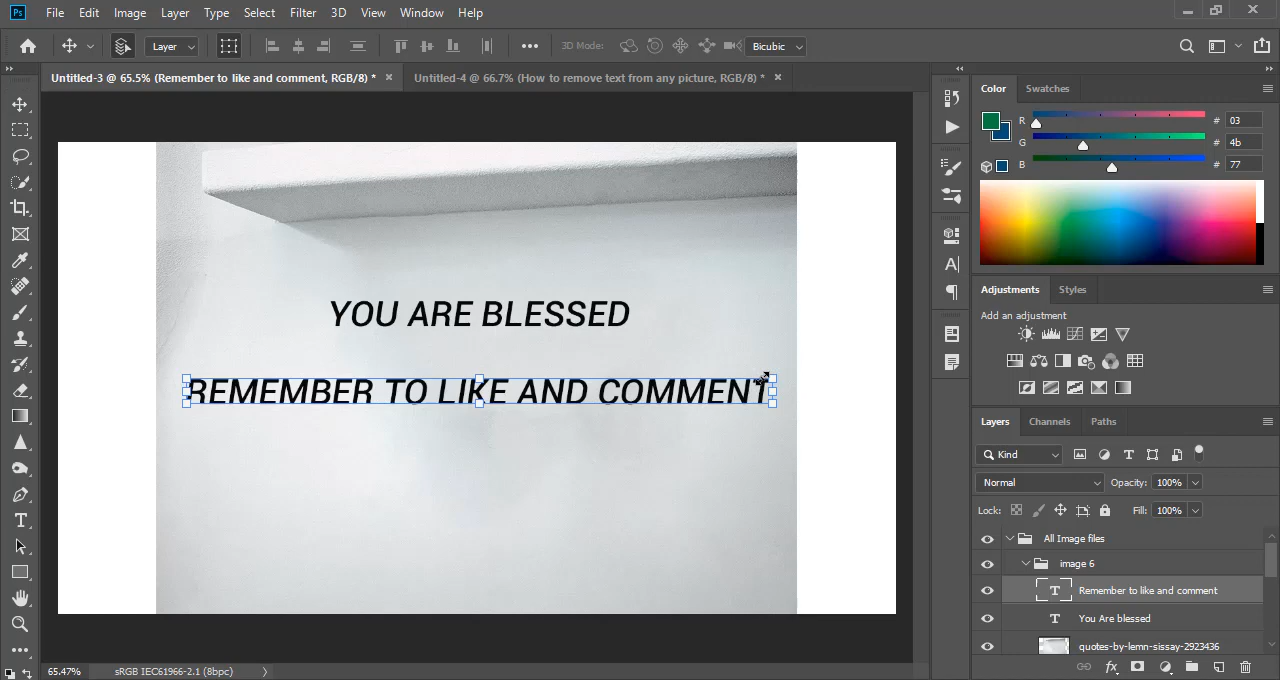 Ps File Edit Image Layer Type Select Filter 3D View Window Help
Layer 3D Mode: Bicubic
Untitled-3 @ 65.5% (Remember to like and comment, RGB/8) * × Untitled-4 @ 66.7% (How to remove text from any picture, RGB/8) * ×
Color Swatches
R # 03
G # 4b
B # 77
YOU ARE BLESSED
REMEMBER TO LIKE AND COMMENT
Adjustments Styles
Add an adjustment
Layers Channels Paths
Kind
Normal Opacity: 100%
Lock: Fill: 100%
All Image files
image 6
Remember to like and comment
You Are blessed
quotes-by-lemn-sissay-2923436
65.47% sRGB IEC61966-2.1 (8bpc)